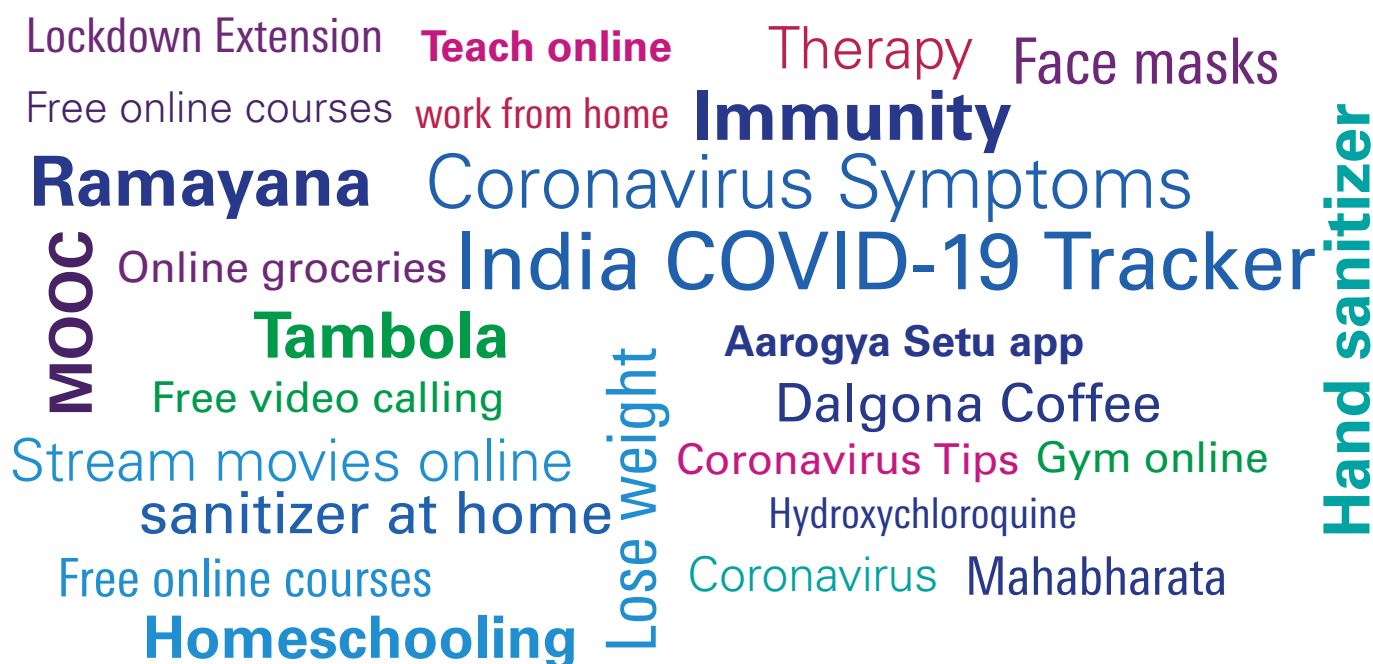 Lockdown Extension
Teach online
Therapy
Face masks
Free online courses
work from home
Immunity
Hand sanitizer
Ramayana
Coronavirus Symptoms
MOOC
Online groceries
India COVID-19 Tracker
Tambola
Aarogya Setu app
Free video calling
Lose weight
Dalgona Coffee
Stream movies online
Coronavirus Tips
Gym online
sanitizer at home
Hydroxychloroquine
Free online courses
Coronavirus
Mahabharata
Homeschooling